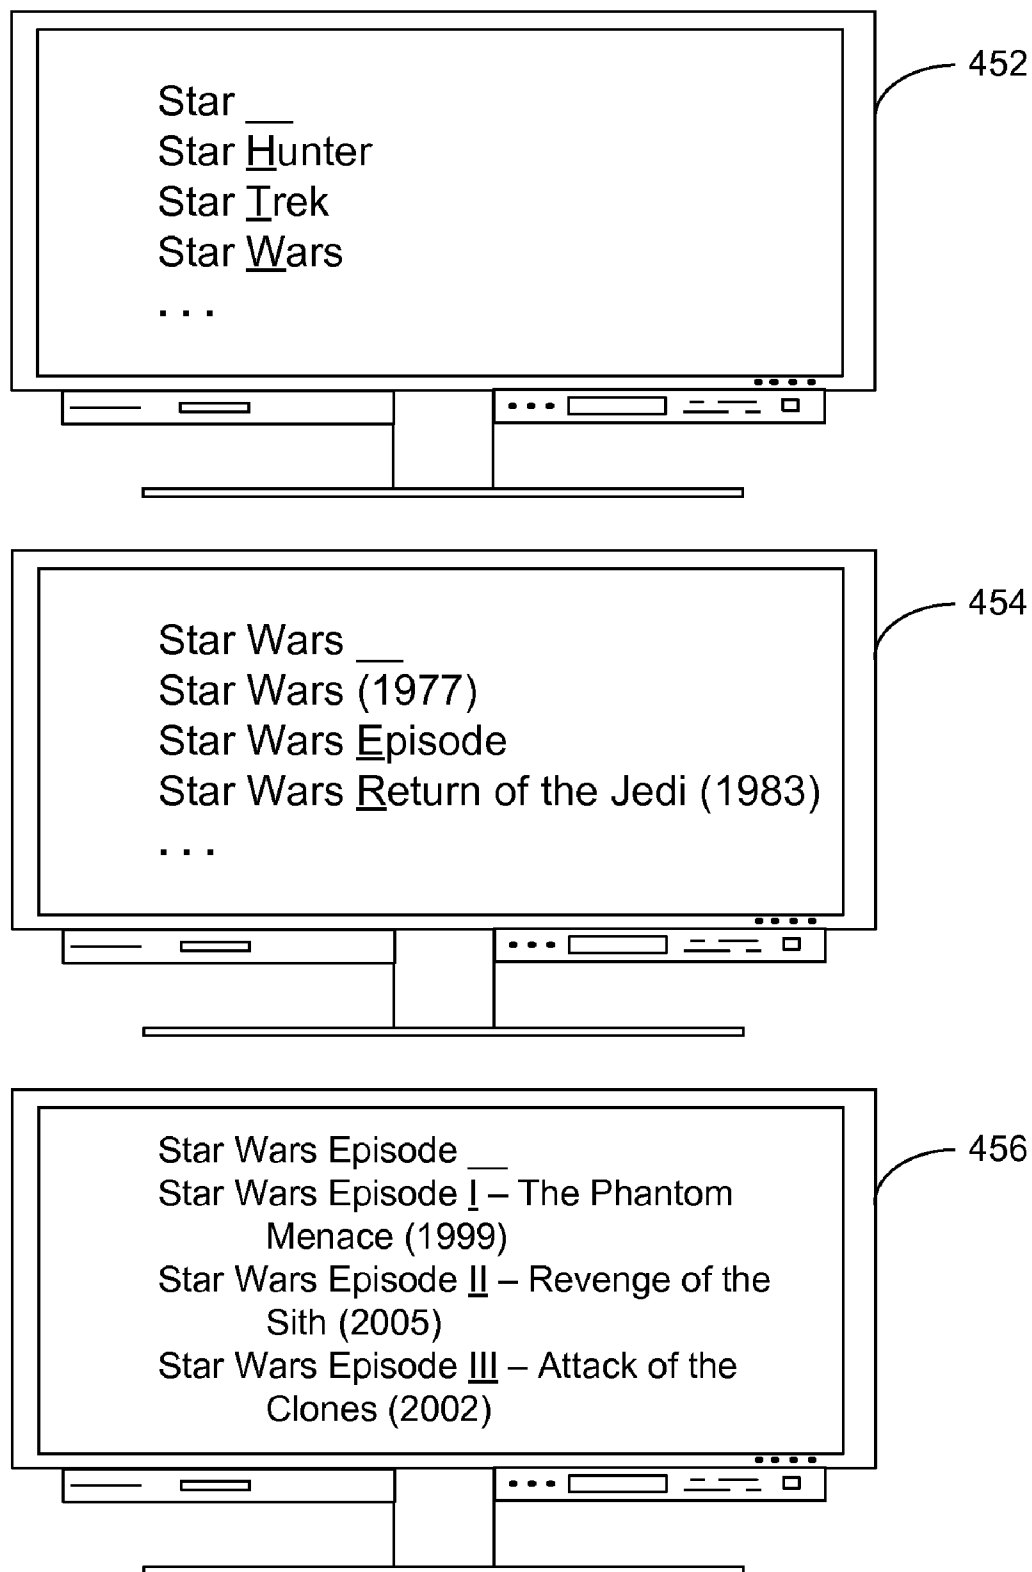 452
Star __
Star Hunter
Star Trek
Star Wars
. . .
454
Star Wars __
Star Wars (1977)
Star Wars Episode
Star Wars Return of the Jedi (1983)
. . .
456
Star Wars Episode __
Star Wars Episode I – The Phantom
Menace (1999)
Star Wars Episode II – Revenge of the
Sith (2005)
Star Wars Episode III – Attack of the
Clones (2002)